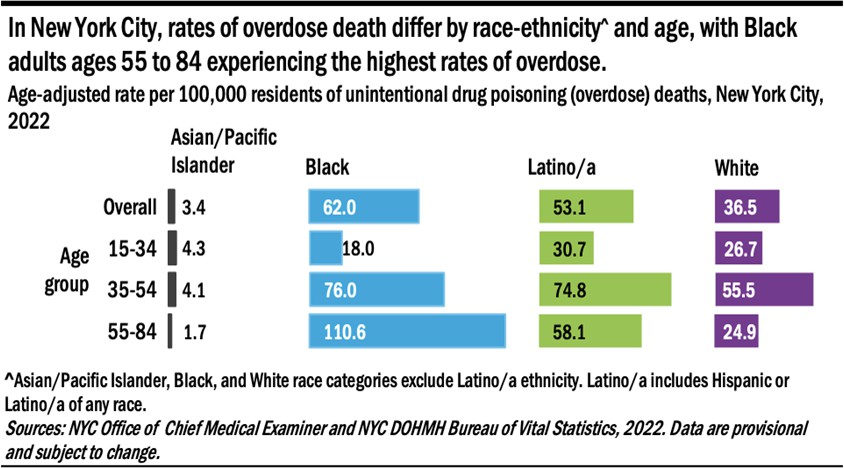 In New York City, rates of overdose death differ by race-ethnicity^ and age, with Black
adults ages 55 to 84 experiencing the highest rates of overdose.
Age-adjusted rate per 100,000 residents of unintentional drug poisoning (overdose) deaths, New York City,
2022
Asian/Pacific
Islander Black Latino/a White
Overall 3.4 62.0 53.1 36.5
Age
group
15-34 4.3 18.0 30.7 26.7
35-54 4.1 76.0 74.8 55.5
55-84 1.7 110.6 58.1 24.9
^Asian/Pacific Islander, Black, and White race categories exclude Latino/a ethnicity. Latino/a includes Hispanic or
Latino/a of any race.
Sources: NYC Office of Chief Medical Examiner and NYC DOHMH Bureau of Vital Statistics, 2022. Data are provisional
and subject to change.